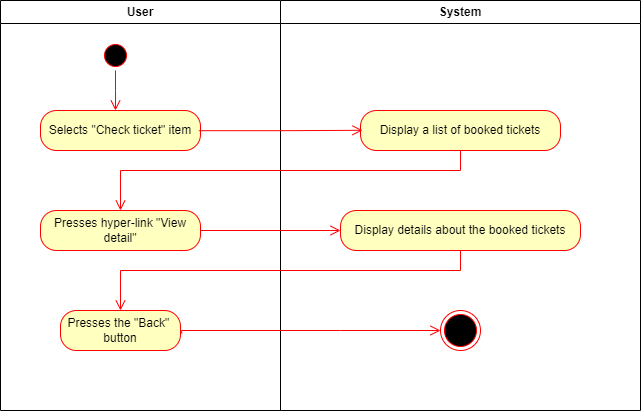 User
System
Selects "Check ticket" item
Display a list of booked tickets
Presses hyper-link "View
detail"
Display details about the booked tickets
Presses the "Back"
button